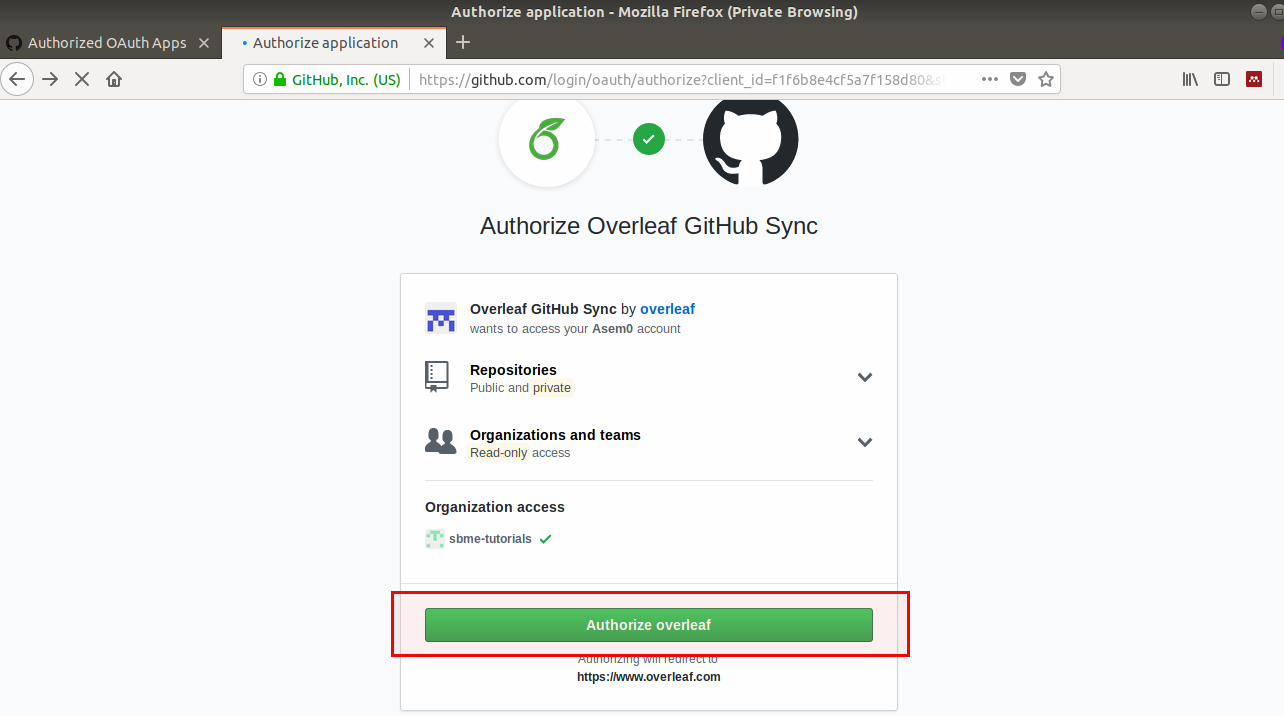 Authorize application - Mozilla Firefox (Private Browsing)
Authorized OAuth Apps
Authorize application
GitHub, Inc. (US)
https://github.com/login/oauth/authorize?client_id=f1f6b8e4cf5a7f158d80&s
Authorize Overleaf GitHub Sync
Overleaf GitHub Sync by overleaf
wants to access your Asem0 account
Repositories
Public and private
Organizations and teams
Read-only access
Organization access
sbme-tutorials
Authorize overleaf
Authorizing will redirect to
https://www.overleaf.com